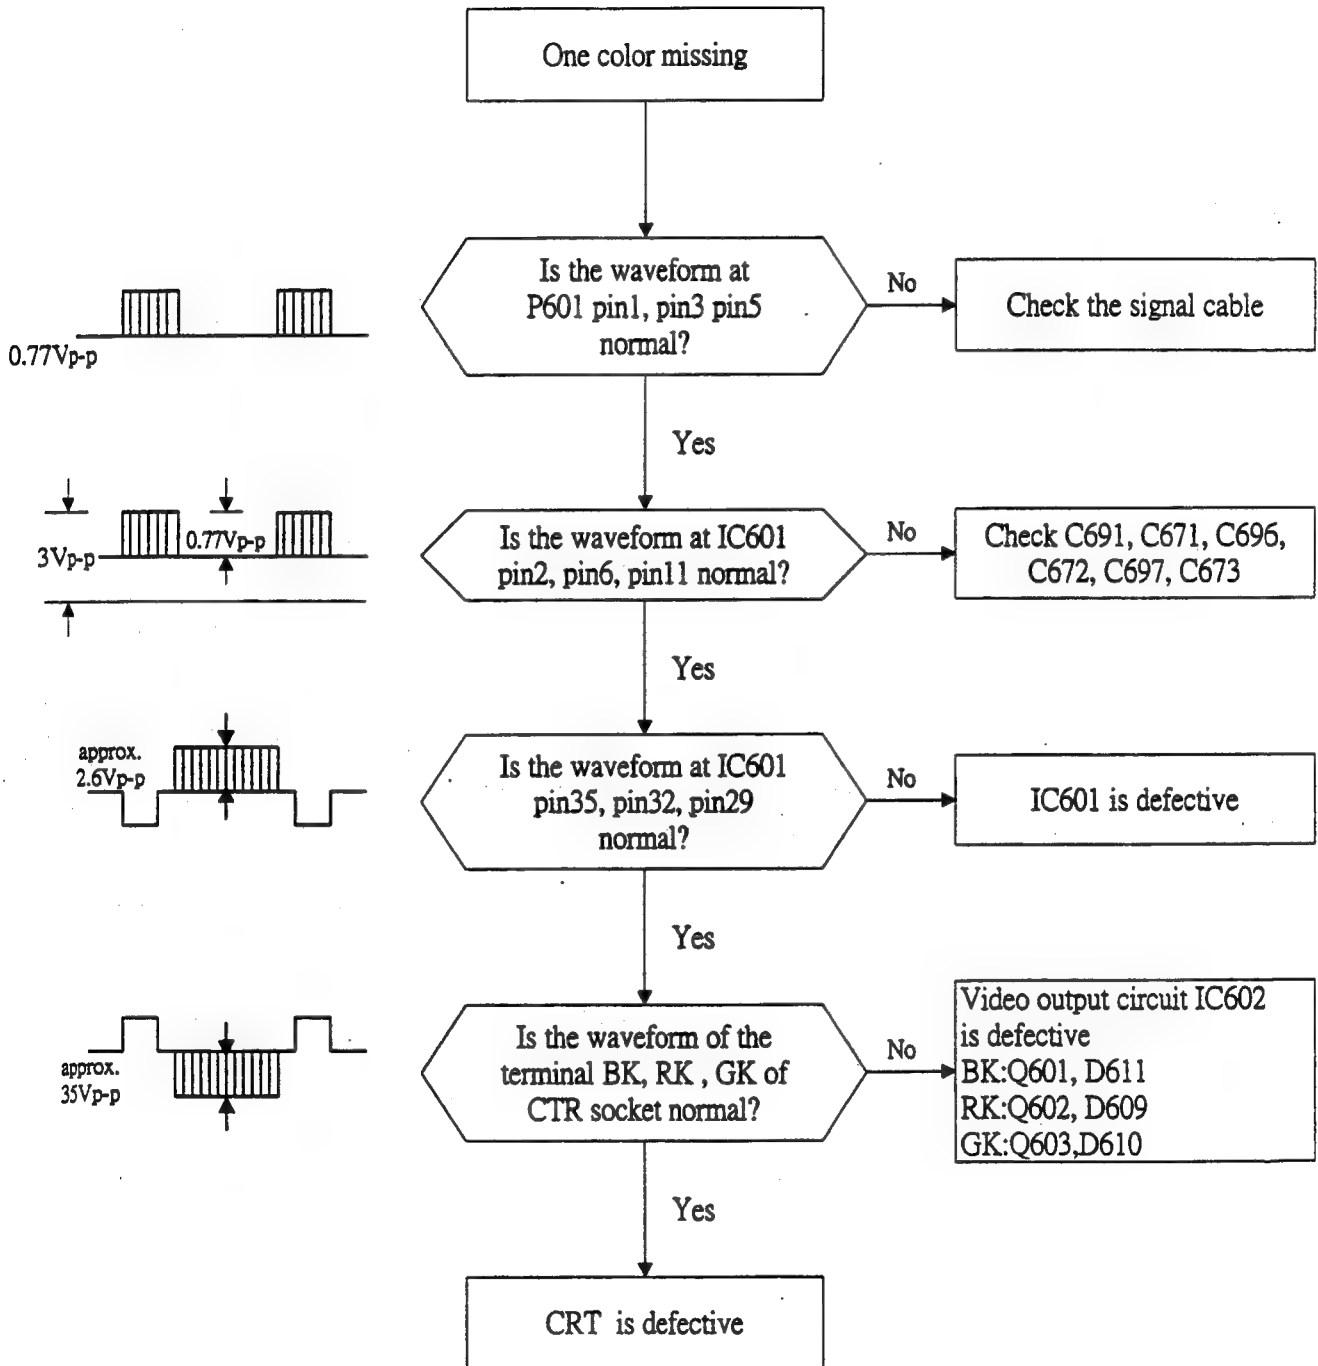 One color missing
Is the waveform at
P601 pin1, pin3 pin5
normal?
No
Check the signal cable
0.77Vp-p
Yes
3Vp-p
0.77Vp-p
Is the waveform at IC601
pin2, pin6, pin11 normal?
No
Check C691, C671, C696,
C672, C697, C673
Yes
approx.
2.6Vp-p
Is the waveform at IC601
pin35, pin32, pin29
normal?
No
IC601 is defective
Yes
approx.
35Vp-p
Is the waveform of the
terminal BK, RK , GK of
CTR socket normal?
No
Video output circuit IC602
is defective
BK:Q601, D611
RK:Q602, D609
GK:Q603,D610
Yes
CRT is defective